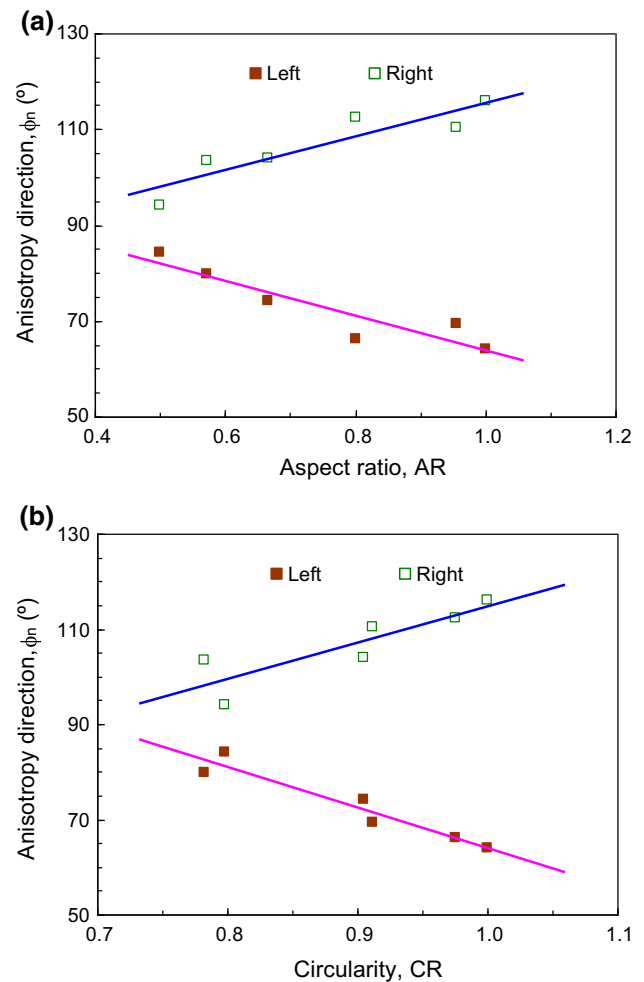 (a)
130
110
90
70
50
Anisotropy direction, ϕn (º)
Left
Right
0.4
0.6
0.8
1.0
1.2
Aspect ratio, AR
(b)
130
110
90
70
50
Anisotropy direction, ϕn (º)
Left
Right
0.7
0.8
0.9
1.0
1.1
Circularity, CR